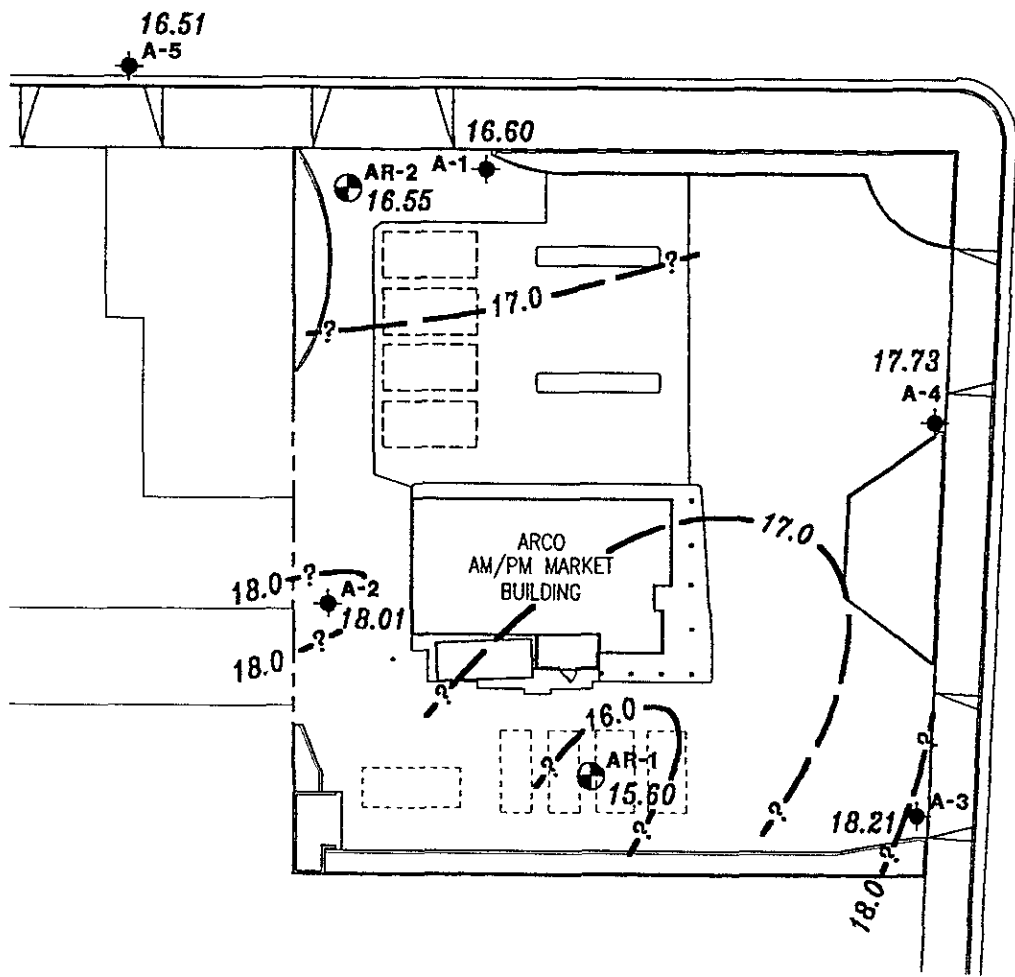 16.51
A-5
16.60
A-1
AR-2
16.55
?
17.0
?
17.73
A-4
17.0
ARCO
AM/PM MARKET
BUILDING
18.0
?
A-2
18.01
18.0
?
?
16.0
?
AR-1
15.60
?
?
?
A-3
18.21
?
18.0